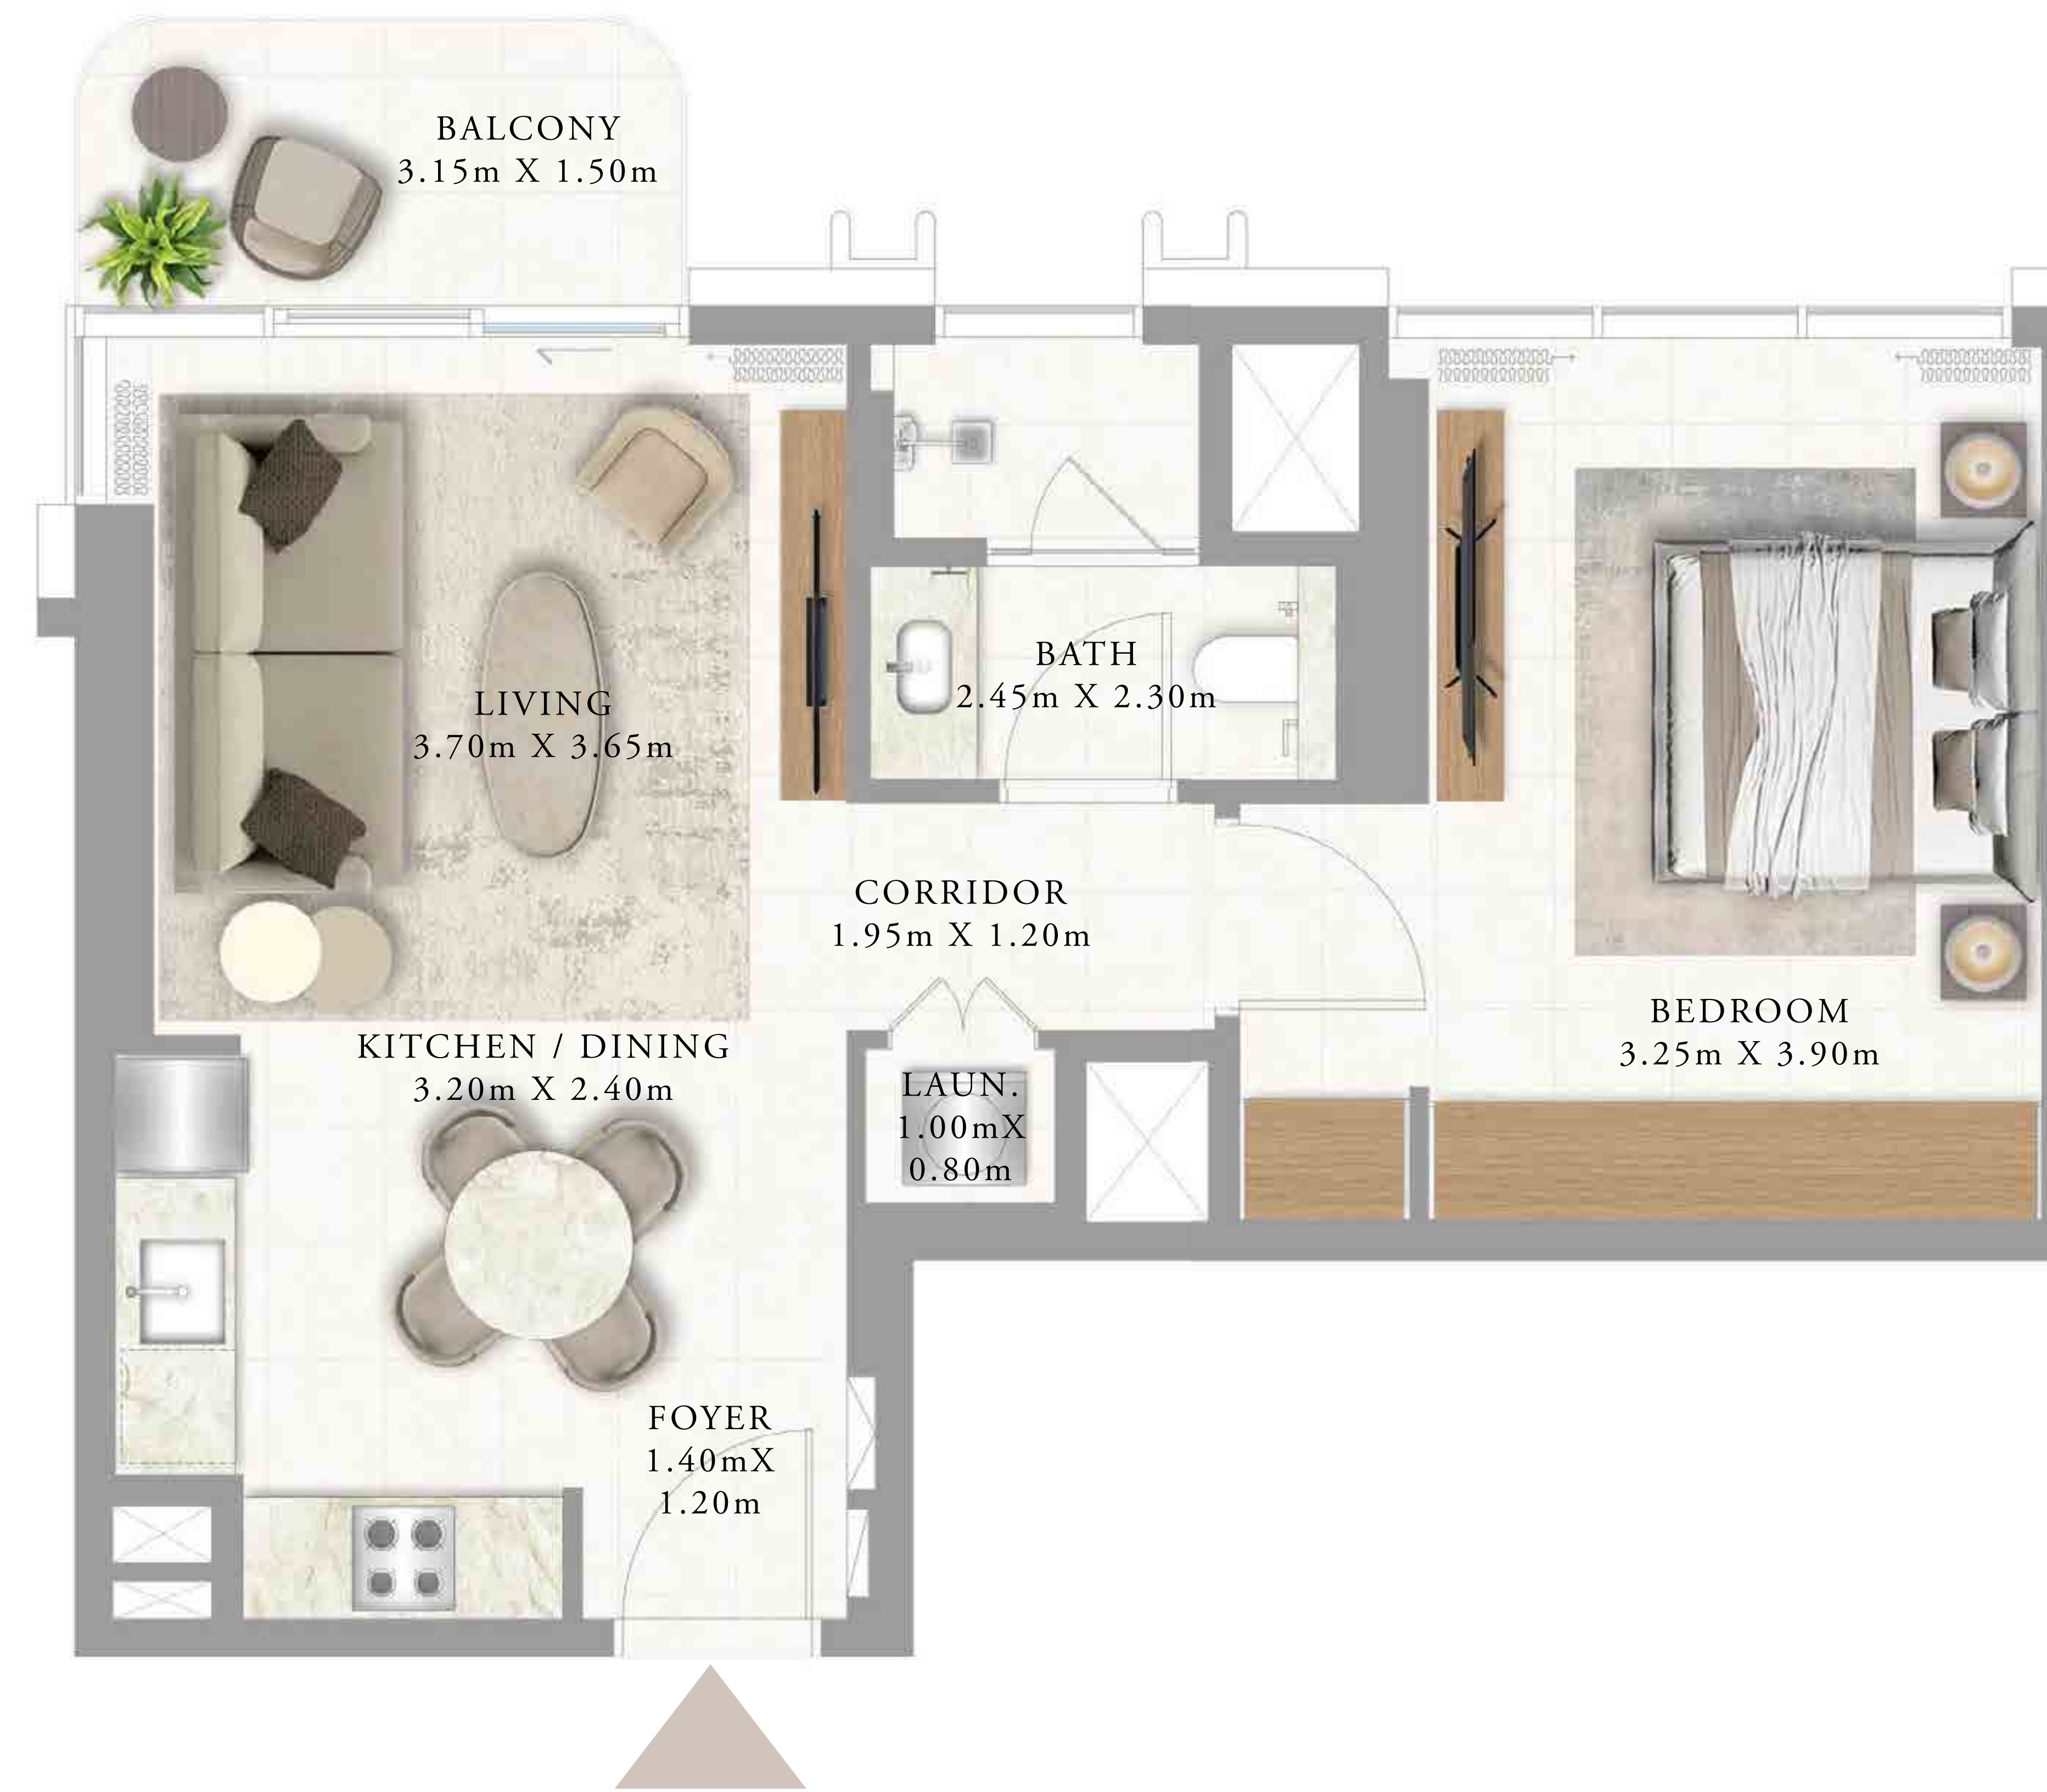 BALCONY
3.15m X 1.50m
BATH
2.45m X 2.30m
LIVING
3.70m X 3.65m
CORRIDOR
1.95m X 1.20m
BEDROOM
3.25m X 3.90m
KITCHEN / DINING
3.20m X 2.40m
LAUN.
1.00mX
0.80m
FOYER
1.40mX
1.20m